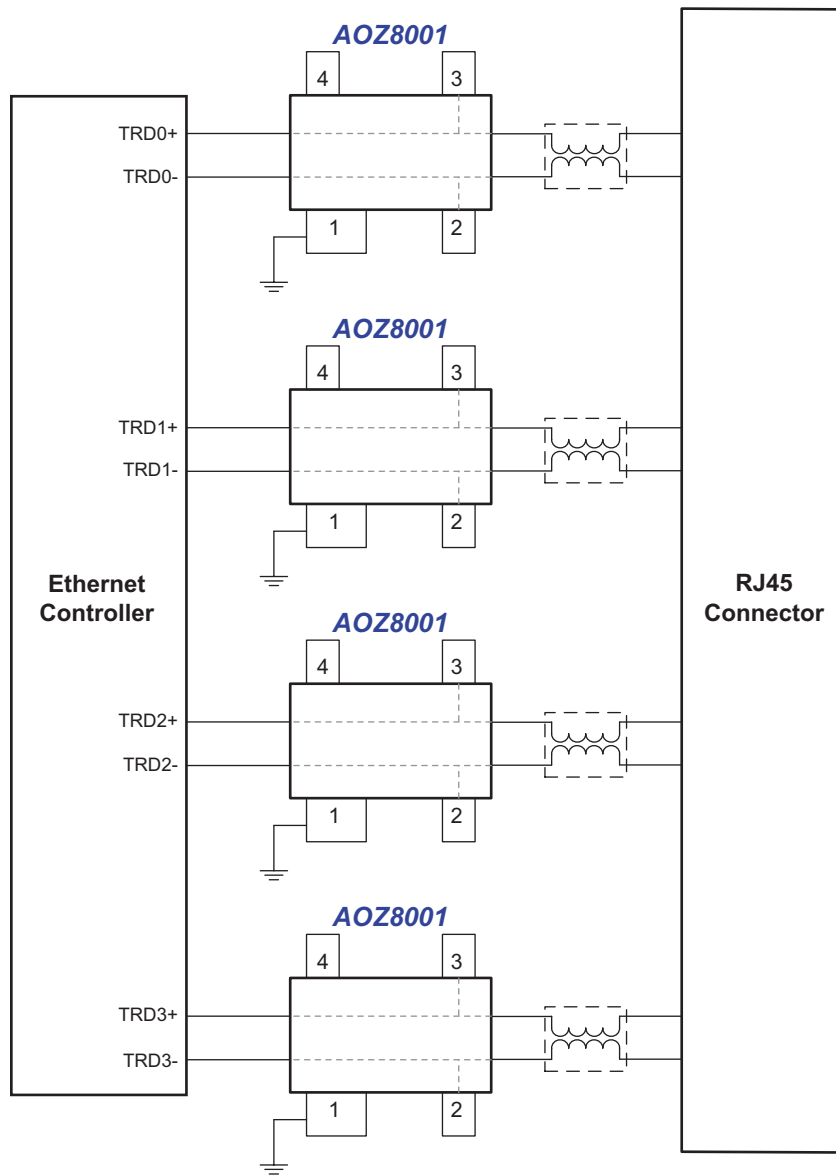 AOZ8001
4
3
TRD0+
TRD0-
1
2
AOZ8001
4
3
TRD1+
TRD1-
1
2
Ethernet
Controller
RJ45
Connector
AOZ8001
4
3
TRD2+
TRD2-
1
2
AOZ8001
4
3
TRD3+
TRD3-
1
2